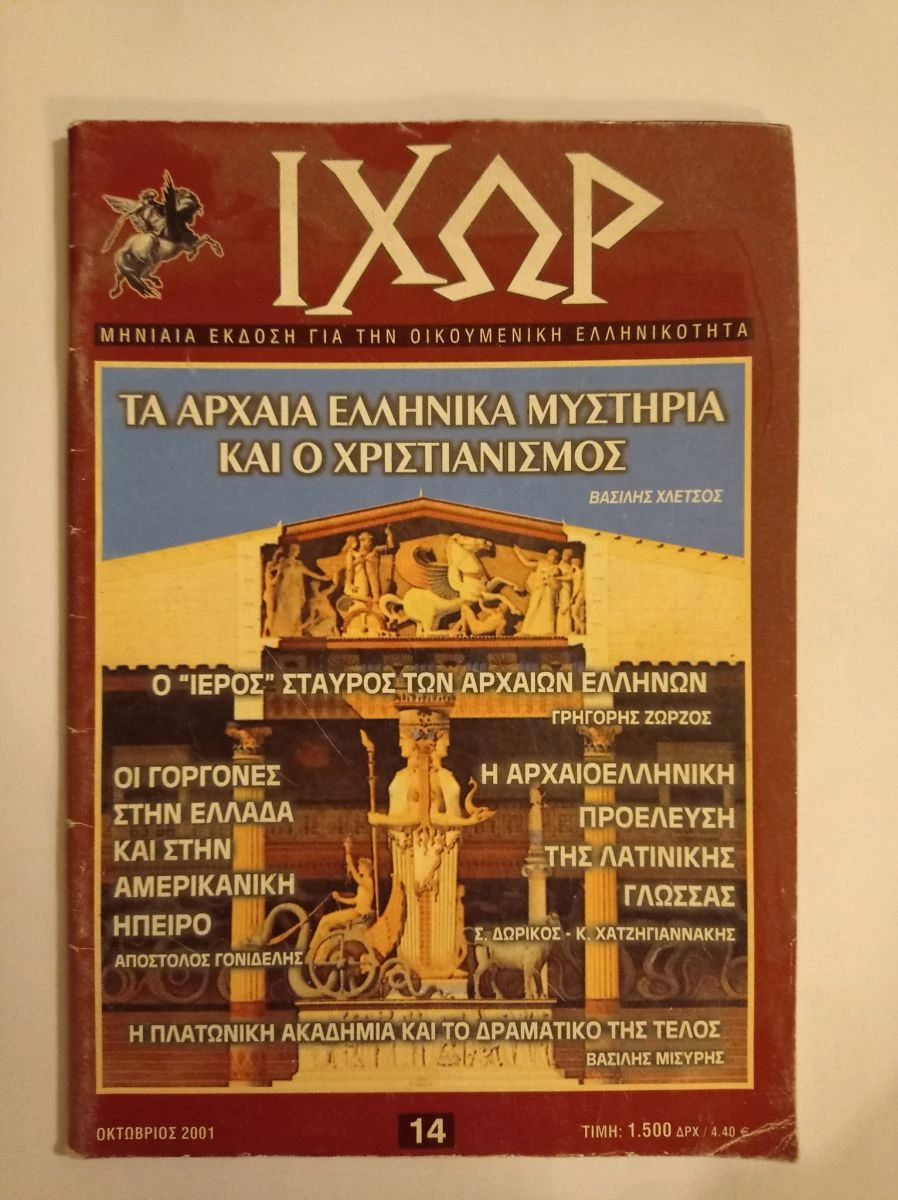 ΙΧΩΡ
ΜΗΝΙΑΙΑ ΕΚΔΟΣΗ ΓΙΑ ΤΗΝ ΟΙΚΟΥΜΕΝΙΚΗ ΕΛΛΗΝΙΚΟΤΗΤΑ
ΤΑ ΑΡΧΑΙΑ ΕΛΛΗΝΙΚΑ ΜΥΣΤΗΡΙΑ
ΚΑΙ Ο ΧΡΙΣΤΙΑΝΙΣΜΟΣ
ΒΑΣΙΛΗΣ ΧΛΕΤΣΟΣ
Ο “ΙΕΡΟΣ” ΣΤΑΥΡΟΣ ΤΩΝ ΑΡΧΑΙΩΝ ΕΛΛΗΝΩΝ
ΓΡΗΓΟΡΗΣ ΖΩΡΖΟΣ
ΟΙ ΓΟΡΓΟΝΕΣ
ΣΤΗΝ ΕΛΛΑΔΑ
ΚΑΙ ΣΤΗΝ
ΑΜΕΡΙΚΑΝΙΚΗ
ΗΠΕΙΡΟ
ΑΠΟΣΤΟΛΟΣ ΓΟΝΙΔΕΛΗΣ
Η ΑΡΧΑΙΟΕΛΛΗΝΙΚΗ
ΠΡΟΕΛΕΥΣΗ
ΤΗΣ ΛΑΤΙΝΙΚΗΣ
ΓΛΩΣΣΑΣ
Σ. ΔΩΡΙΚΟΣ - Κ. ΧΑΤΖΗΓΙΑΝΝΑΚΗΣ
Η ΠΛΑΤΩΝΙΚΗ ΑΚΑΔΗΜΙΑ ΚΑΙ ΤΟ ΔΡΑΜΑΤΙΚΟ ΤΗΣ ΤΕΛΟΣ
ΒΑΣΙΛΗΣ ΜΙΣΥΡΗΣ
ΟΚΤΩΒΡΙΟΣ 2001
14
ΤΙΜΗ: 1.500 ΔΡΧ / 4.40 €